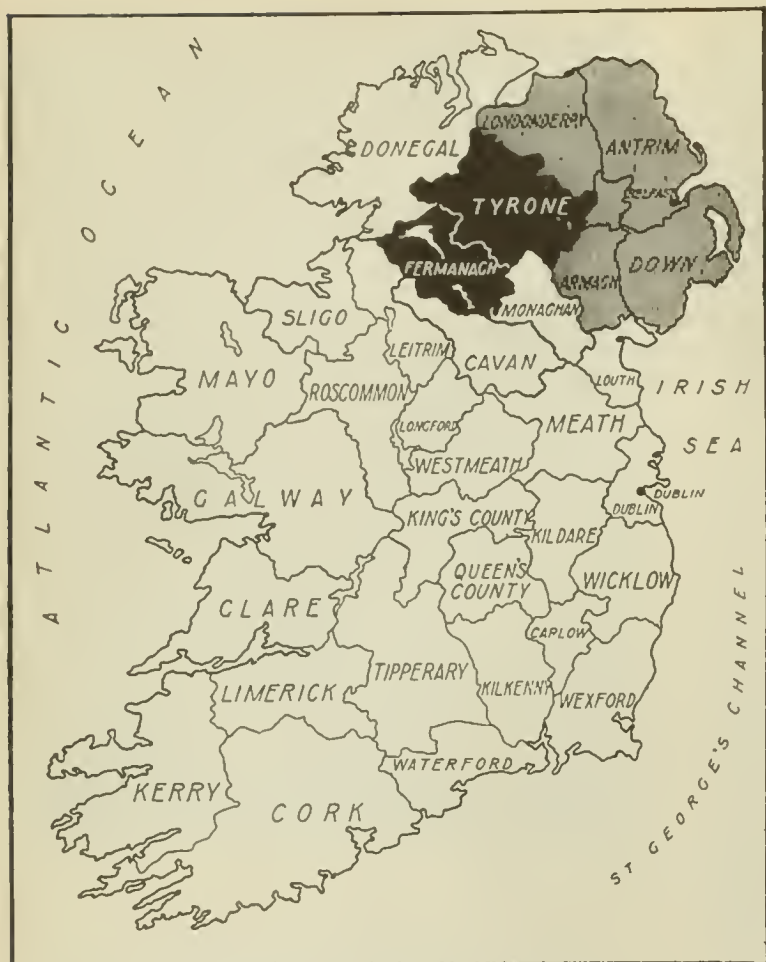 ATLANTIC OCEAN
DONEGAL
LONDONDERRY
ANTRIM
TYRONE
BELFAST
FERMANAGH
ARMAGH
DOWN
MONAGHAN
SLIGO
LEITRIM
CAVAN
MAYO
ROSCOMMON
LOUTH
IRISH
SEA
LONGFORD
MEATH
WESTMEATH
GALWAY
DUBLIN
DUBLIN
KING'S COUNTY
KILDARE
QUEEN'S
COUNTY
WICKLOW
CLARE
CAPLOW
TIPPERARY
KILKENNY
WEXFORD
LIMERICK
WATERFORD
KERRY
CORK
ST GEORGE'S CHANNEL